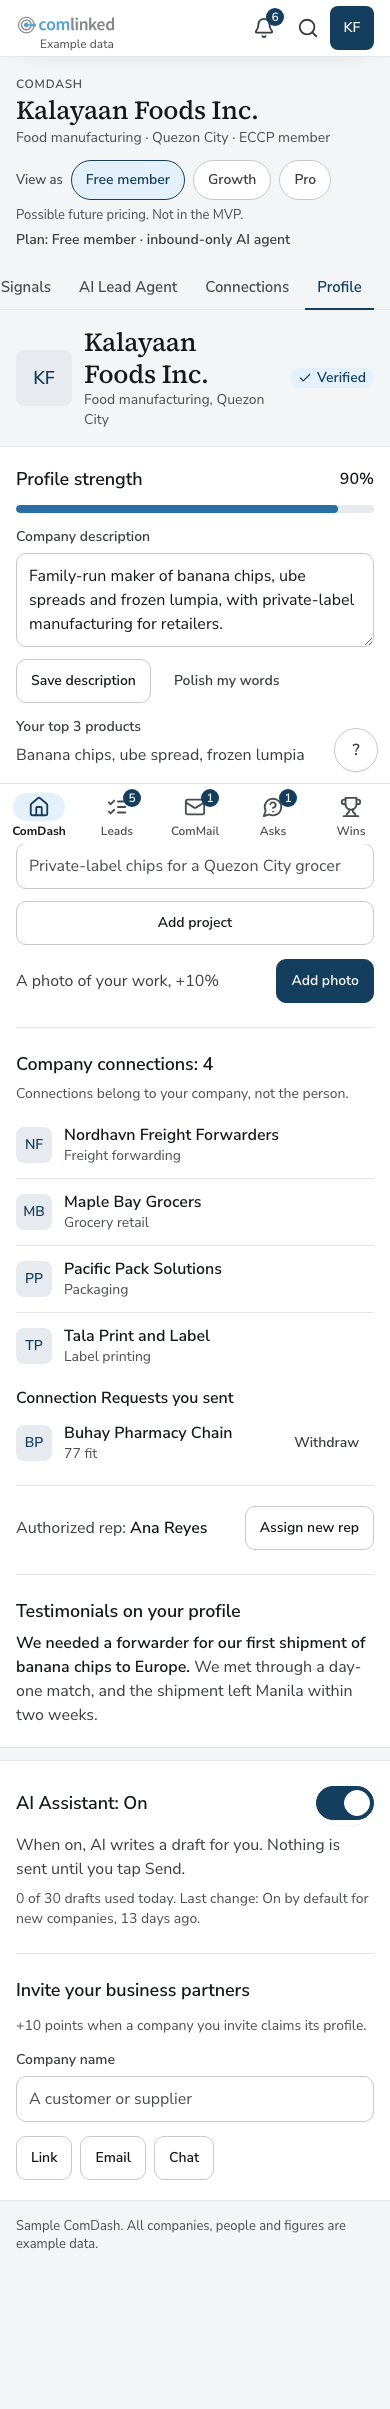 comlinked
Example data
6
KF
COMDASH
Kalayaan Foods Inc.
Food manufacturing · Quezon City · ECCP member
View as
Free member
Growth
Pro
Possible future pricing. Not in the MVP.
Plan: Free member · inbound-only AI agent
Signals
AI Lead Agent
Connections
Profile
KF
Kalayaan
Foods Inc.
Food manufacturing, Quezon
City
Verified
Profile strength
90%
Company description
Family-run maker of banana chips, ube
spreads and frozen lumpia, with private-label
manufacturing for retailers.
Save description
Polish my words
Your top 3 products
Banana chips, ube spread, frozen lumpia
?
ComDash
5
Leads
1
ComMail
1
Asks
Wins
Private-label chips for a Quezon City grocer
Add project
A photo of your work, +10%
Add photo
Company connections: 4
Connections belong to your company, not the person.
NF
Nordhavn Freight Forwarders
Freight forwarding
MB
Maple Bay Grocers
Grocery retail
PP
Pacific Pack Solutions
Packaging
TP
Tala Print and Label
Label printing
Connection Requests you sent
BP
Buhay Pharmacy Chain
77 fit
Withdraw
Authorized rep: Ana Reyes
Assign new rep
Testimonials on your profile
We needed a forwarder for our first shipment of
banana chips to Europe. We met through a day-
one match, and the shipment left Manila within
two weeks.
AI Assistant: On
When on, AI writes a draft for you. Nothing is
sent until you tap Send.
0 of 30 drafts used today. Last change: On by default for
new companies, 13 days ago.
Invite your business partners
+10 points when a company you invite claims its profile.
Company name
A customer or supplier
Link
Email
Chat
Sample ComDash. All companies, people and figures are
example data.